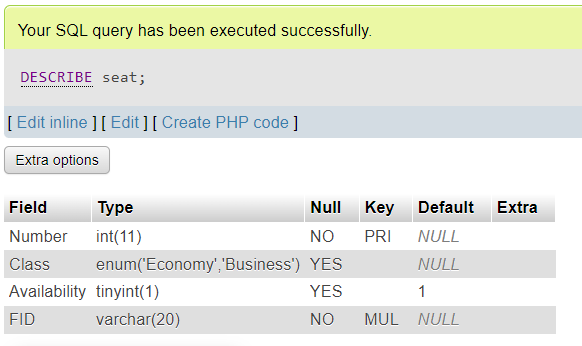 Your SQL query has been executed successfully.
DESCRIBE seat;
[ Edit inline ] [ Edit ] [ Create PHP code ]
Extra options
Field Type Null Key Default Extra
Number int(11) NO PRI NULL
Class enum('Economy','Business') YES NULL
Availability tinyint(1) YES 1
FID varchar(20) NO MUL NULL